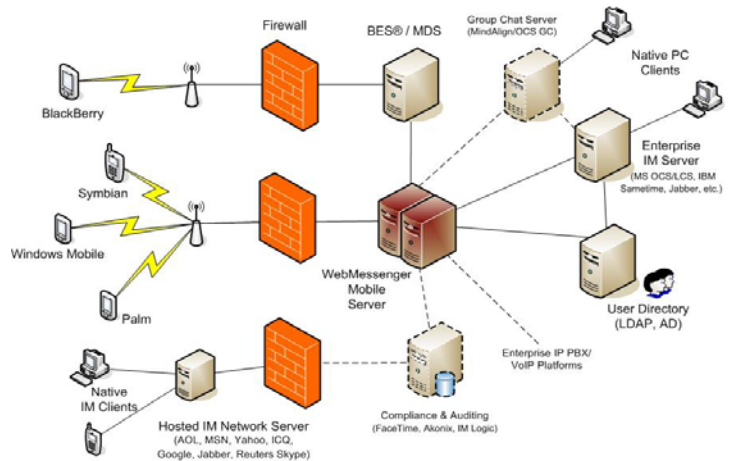 Firewall
BES® / MDS
Group Chat Server
(MindAlign/OCS GC)
Native PC
Clients
BlackBerry
Enterprise
IM Server
(MS OCS/LCS, IBM
Sametime, Jabber, etc.)
Symbian
Windows Mobile
WebMessenger
Mobile
Server
Palm
User Directory
(LDAP, AD)
Enterprise IP PBX/
VoIP Platforms
Native
IM Clients
Hosted IM Network Server
(AOL, MSN, Yahoo, ICQ,
Google, Jabber, Reuters Skype)
Compliance & Auditing
(FaceTime, Akonix, IM Logic)